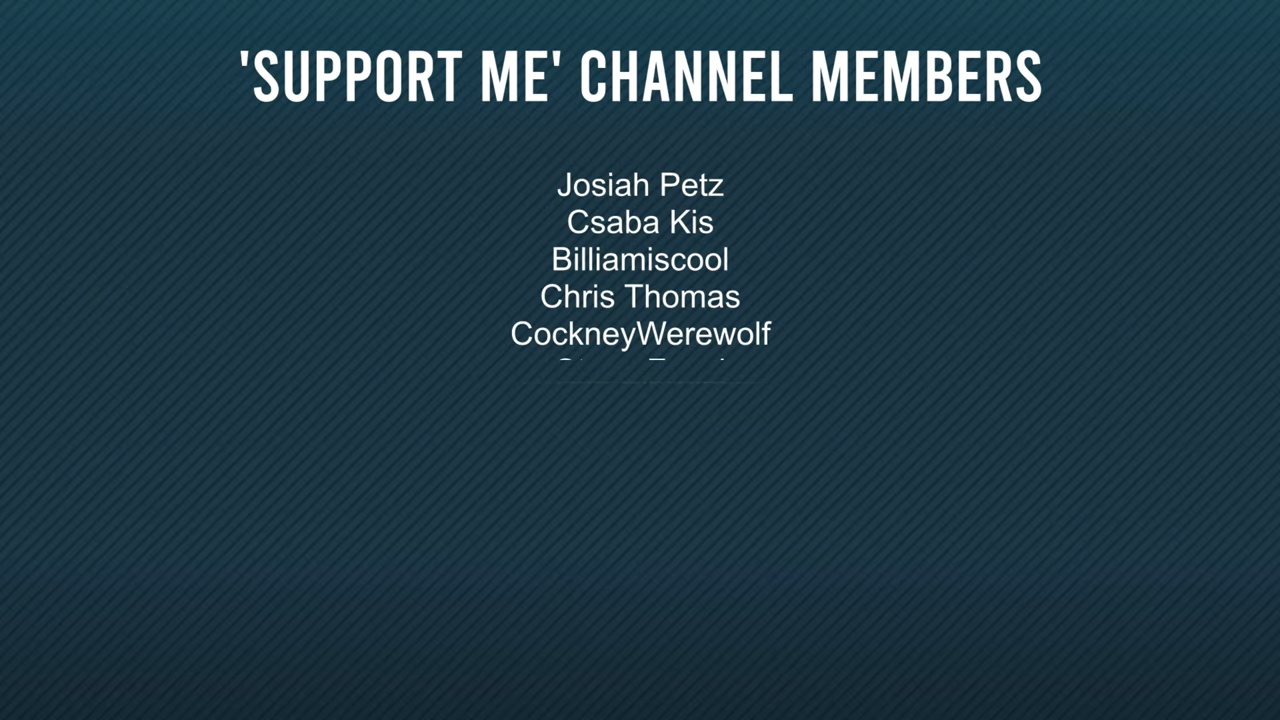 'SUPPORT ME' CHANNEL MEMBERS
Josiah Petz
Csaba Kis
Billiamiscool
Chris Thomas
CockneyWerewolf